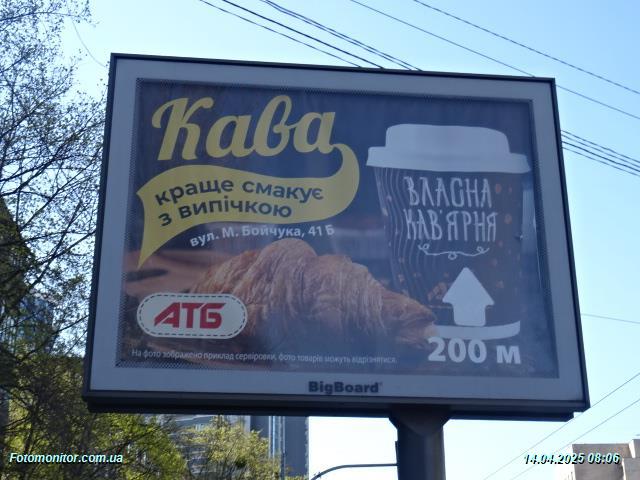 Кава
краще смакує
з випічкою
вул. М. Бойчука, 41 Б
ВЛАСНА
КАВ'ЯРНЯ
АТБ
200 м
На фото зображено приклад сервіровки, фото товарів можуть відрізнятися.
BigBoard
Fotomonitor.com.ua
14.04.2025 08:06